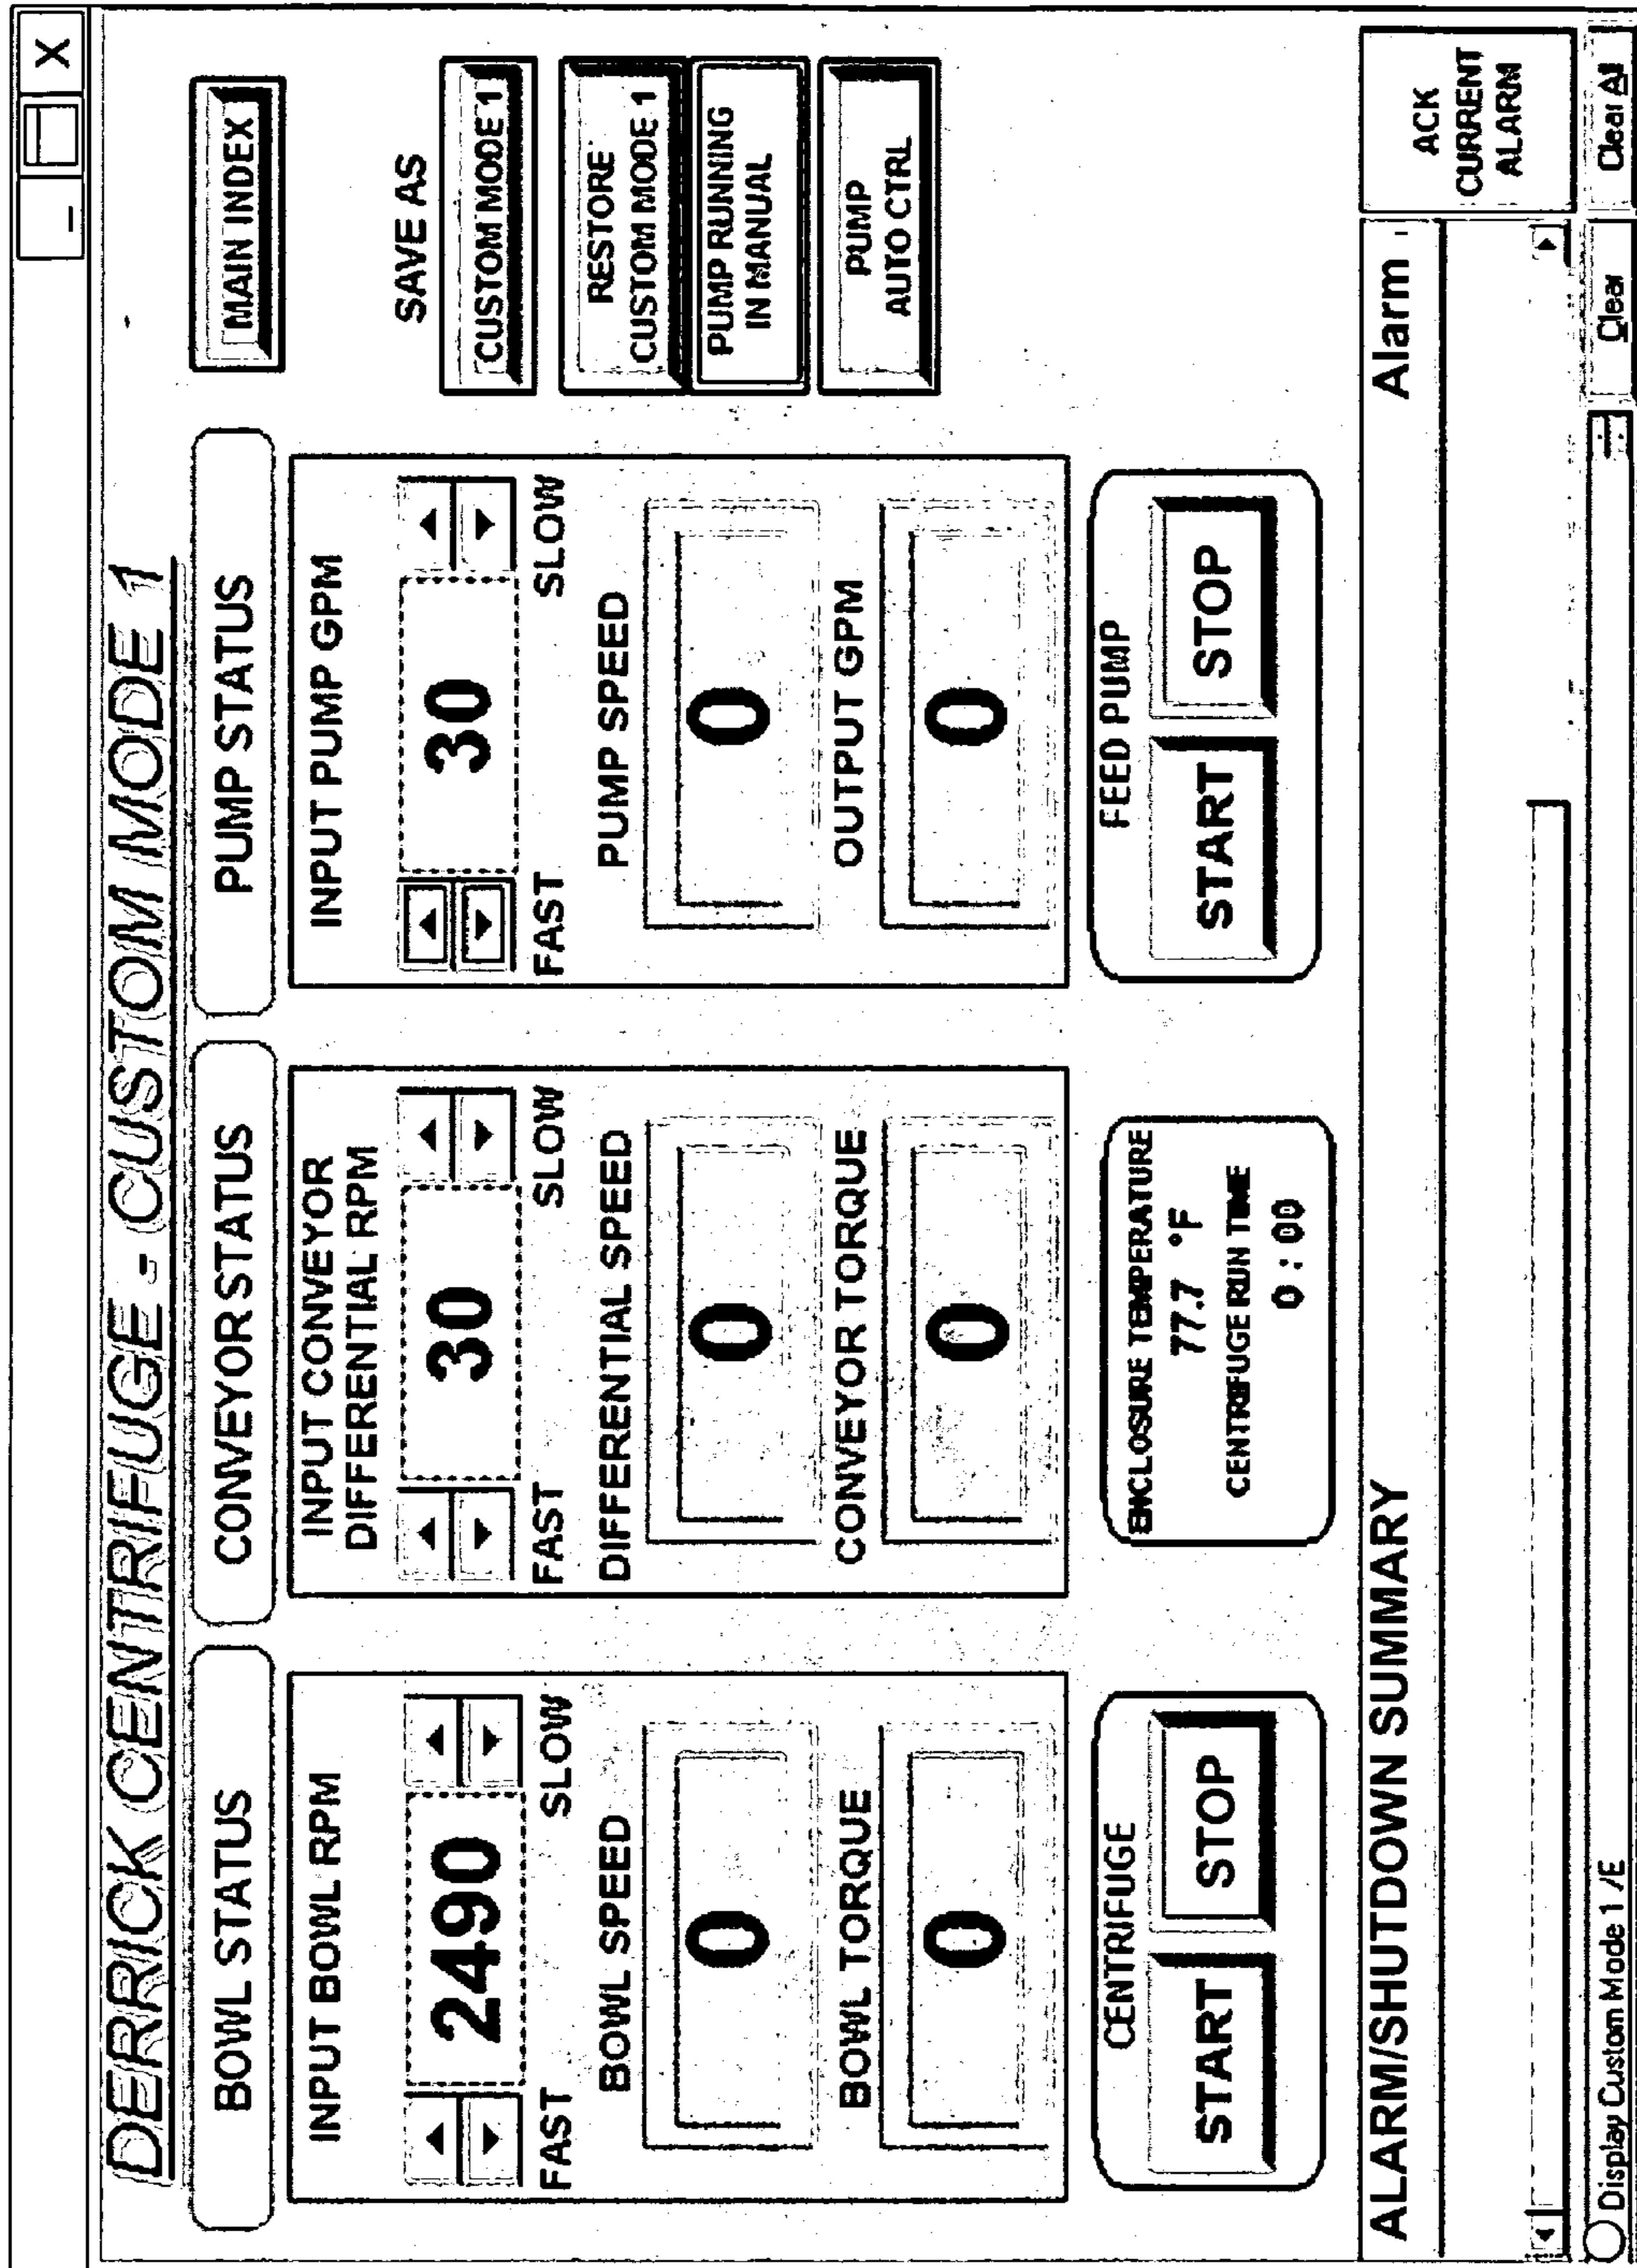 X
DERRICK CENTRIFUGE - CUSTOM MODE 1
MAIN INDEX
BOWL STATUS
INPUT BOWL RPM
2490
FAST
SLOW
BOWL SPEED
0
BOWL TORQUE
0
CENTRIFUGE
START
STOP
CONVEYOR STATUS
INPUT CONVEYOR
DIFFERENTIAL RPM
30
FAST
SLOW
DIFFERENTIAL SPEED
0
CONVEYOR TORQUE
0
ENCLOSURE TEMPERATURE
77.7 °F
CENTRIFUGE RUN TIME
0:00
PUMP STATUS
INPUT PUMP GPM
30
FAST
SLOW
PUMP SPEED
0
OUTPUT GPM
0
FEED PUMP
START
STOP
SAVE AS
CUSTOM MODE 1
RESTORE
CUSTOM MODE 1
PUMP RUNNING
IN MANUAL
PUMP
AUTO CTRL
ALARM/SHUTDOWN SUMMARY
Alarm
ACK
CURRENT
ALARM
Display Custom Mode 1 /E
Clear
Clear All